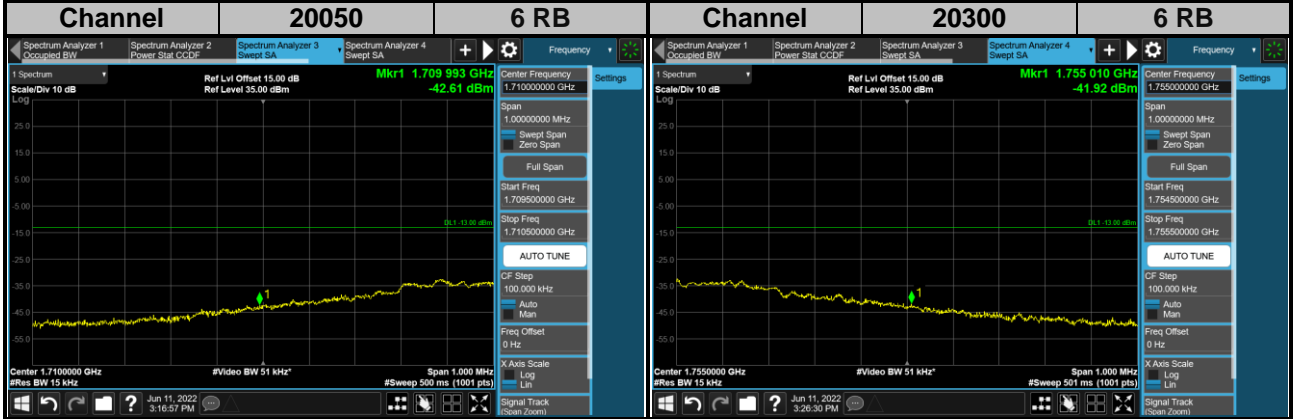 Channel 20050 6 RB
Spectrum Analyzer 1 Occupied BW
Spectrum Analyzer 2 Power Stat CCDF
Spectrum Analyzer 3 Swept SA
Spectrum Analyzer 4 Swept SA
+
Frequency
1 Spectrum
Scale/Div 10 dB
Log
Ref Lvl Offset 15.00 dB
Ref Level 35.00 dBm
Mkr1 1.709 993 GHz
-42.61 dBm
25.0
15.0
5.00
-5.00
-15.0
-25.0
-35.0
-45.0
-55.0
DL1 -13.00 dBm
1
Center 1.7100000 GHz
#Res BW 15 kHz
#Video BW 51 kHz*
Span 1.000 MHz
#Sweep 500 ms (1001 pts)
Center Frequency
1.710000000 GHz
Settings
Span
1.00000000 MHz
Swept Span
Zero Span
Full Span
Start Freq
1.709500000 GHz
Stop Freq
1.710500000 GHz
AUTO TUNE
CF Step
100.000 kHz
Auto
Man
Freq Offset
0 Hz
X Axis Scale
Log
Lin
Signal Track
(Span Zoom)
?
Jun 11, 2022
3:16:57 PM
Channel 20300 6 RB
Spectrum Analyzer 1 Occupied BW
Spectrum Analyzer 2 Power Stat CCDF
Spectrum Analyzer 3 Swept SA
Spectrum Analyzer 4 Swept SA
+
Frequency
1 Spectrum
Scale/Div 10 dB
Log
Ref Lvl Offset 15.00 dB
Ref Level 35.00 dBm
Mkr1 1.755 010 GHz
-41.92 dBm
25.0
15.0
5.00
-5.00
-15.0
-25.0
-35.0
-45.0
-55.0
DL1 -13.00 dBm
1
Center 1.7550000 GHz
#Res BW 15 kHz
#Video BW 51 kHz*
Span 1.000 MHz
#Sweep 501 ms (1001 pts)
Center Frequency
1.755000000 GHz
Settings
Span
1.00000000 MHz
Swept Span
Zero Span
Full Span
Start Freq
1.754500000 GHz
Stop Freq
1.755500000 GHz
AUTO TUNE
CF Step
100.000 kHz
Auto
Man
Freq Offset
0 Hz
X Axis Scale
Log
Lin
Signal Track
(Span Zoom)
?
Jun 11, 2022
3:26:30 PM